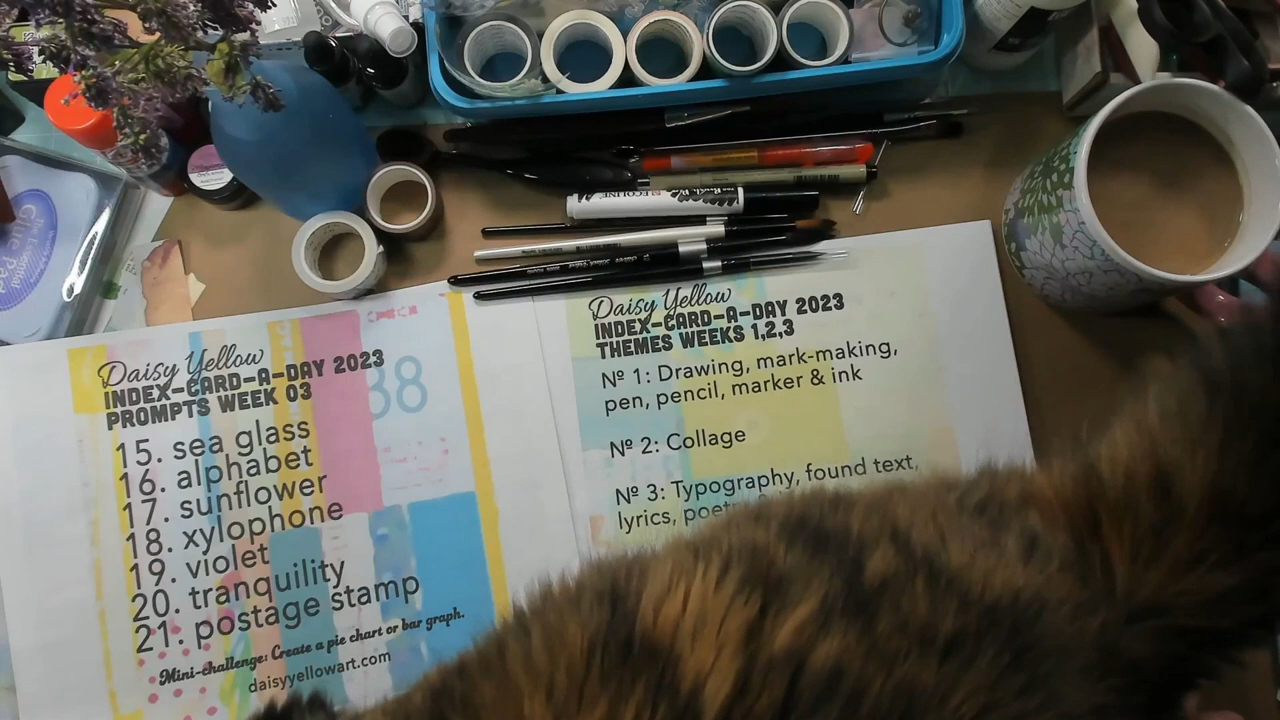 Daisy Yellow
INDEX-CARD-A-DAY 2023
PROMPTS WEEK 03
38
15. sea glass
16. alphabet
17. sunflower
18. xylophone
19. violet
20. tranquility
21. postage stamp
Mini-challenge: Create a pie chart or bar graph.
daisyyellowart.com
Daisy Yellow
INDEX-CARD-A-DAY 2023
THEMES WEEKS 1,2,3
Nº 1: Drawing, mark-making,
pen, pencil, marker & ink
Nº 2: Collage
Nº 3: Typography, found text,
lyrics,
ECOLINE